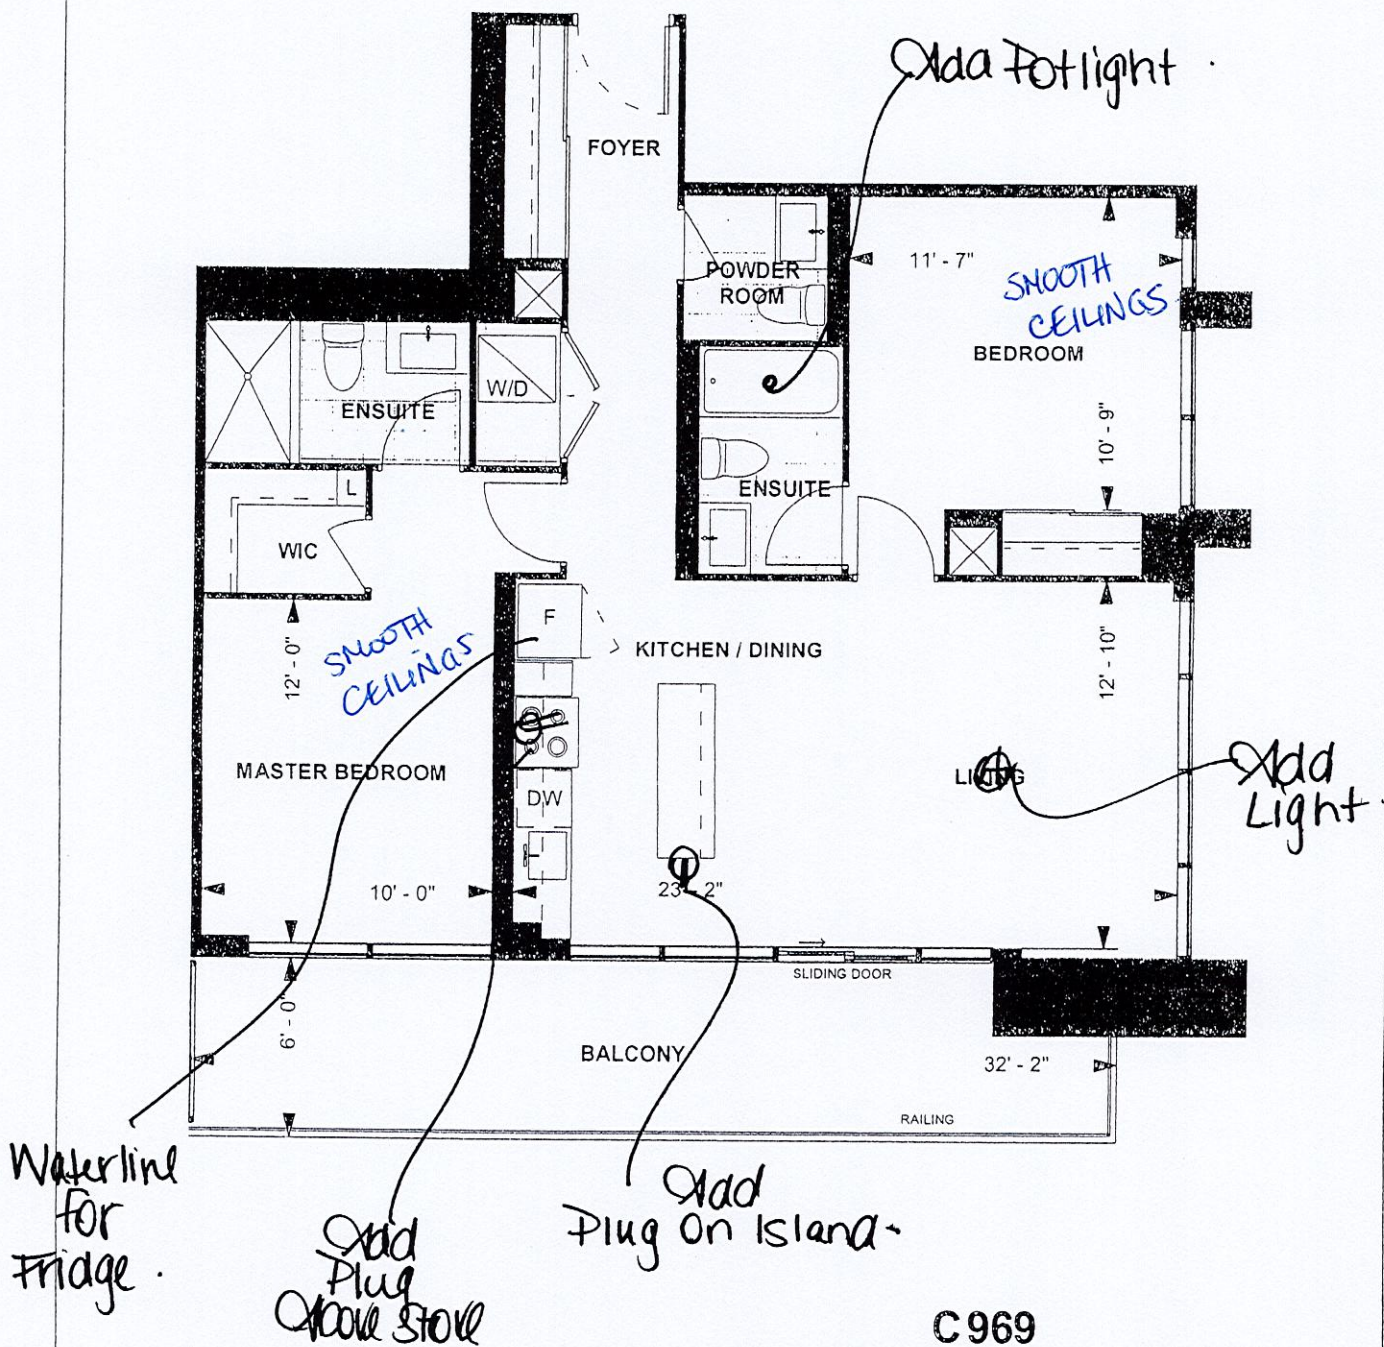 Add Potlight.
FOYER
POWDER
ROOM
11' - 7"
SMOOTH
CEILINGS
BEDROOM
W/D
ENSUITE
10' - 9"
L
ENSUITE
WIC
F
SMOOTH
CEILINGS
KITCHEN / DINING
12' - 0"
12' - 10"
MASTER BEDROOM
LIVING
Add
Light.
DW
10' - 0"
23' - 2"
SLIDING DOOR
6' - 0"
BALCONY
32' - 2"
RAILING
Waterline
for
Fridge.
Add
Plug
Above Stove
Add
Plug On Island.
C969